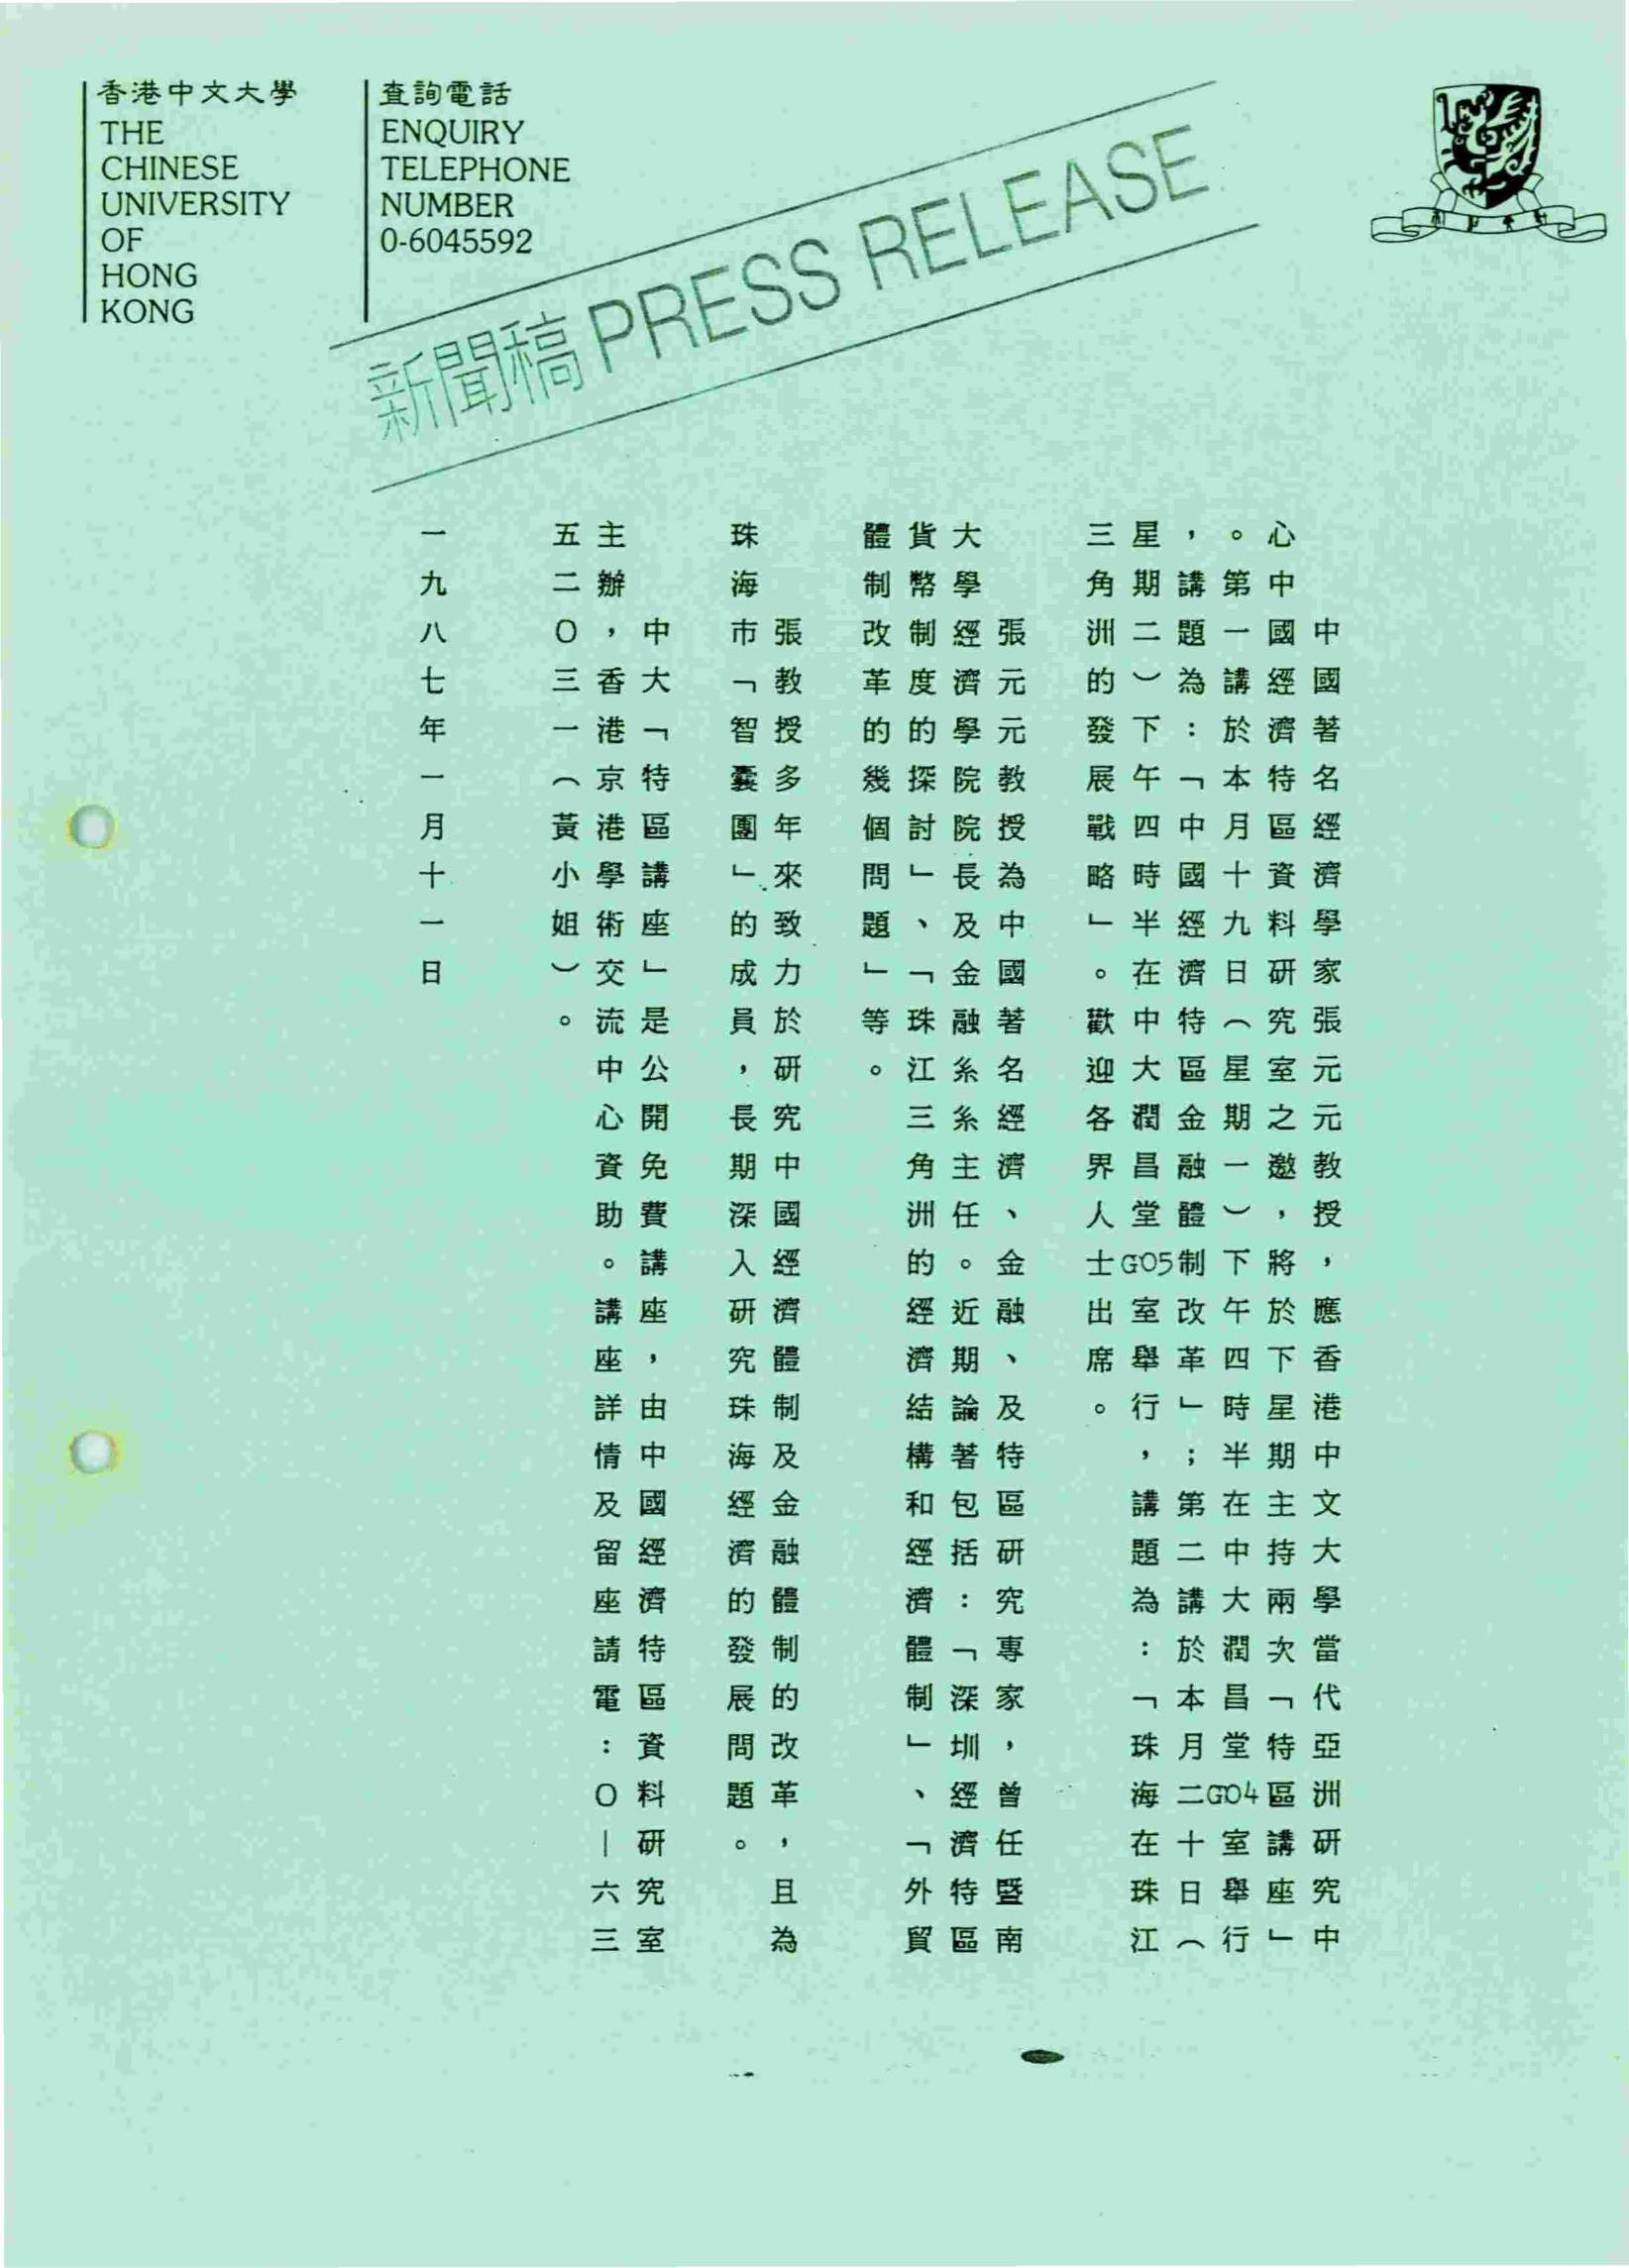 香港中文大學
THE
CHINESE
UNIVERSITY
OF
HONG
KONG
查詢電話
ENQUIRY
TELEPHONE
NUMBER
0-6045592
新聞稿 PRESS RELEASE
中國著名經濟學家張元元教授，應香港中文大學當代亞洲研究中
心中國經濟特區資料研究室之邀，將於下星期主持兩次「特區講座」
。第一講於本月十九日（星期一）下午四時半在中大潤昌堂G04室舉行
，講題為：「中國經濟特區金融體制改革」；第二講於本月二十日（
星期二）下午四時半在中大潤昌堂G05室舉行，講題為：「珠海在珠江
三角洲的發展戰略」。歡迎各界人士出席。
張元元教授為中國著名經濟、金融、及特區研究專家，曾任暨南
大學經濟學院院長及金融系系主任。近期論著包括：「深圳經濟特區
貨幣制度的探討」、「珠江三角洲的經濟結構和經濟體制」、「外貿
體制改革的幾個問題」等。
張教授多年來致力於研究中國經濟體制及金融體制的改革，且為
珠海市「智囊團」的成員，長期深入研究珠海經濟的發展問題。
中大「特區講座」是公開免費講座，由中國經濟特區資料研究室
主辦，香港京港學術交流中心資助。講座詳情及留座請電：０｜六三
五二０三一（黃小姐）。
一九八七年一月十一日